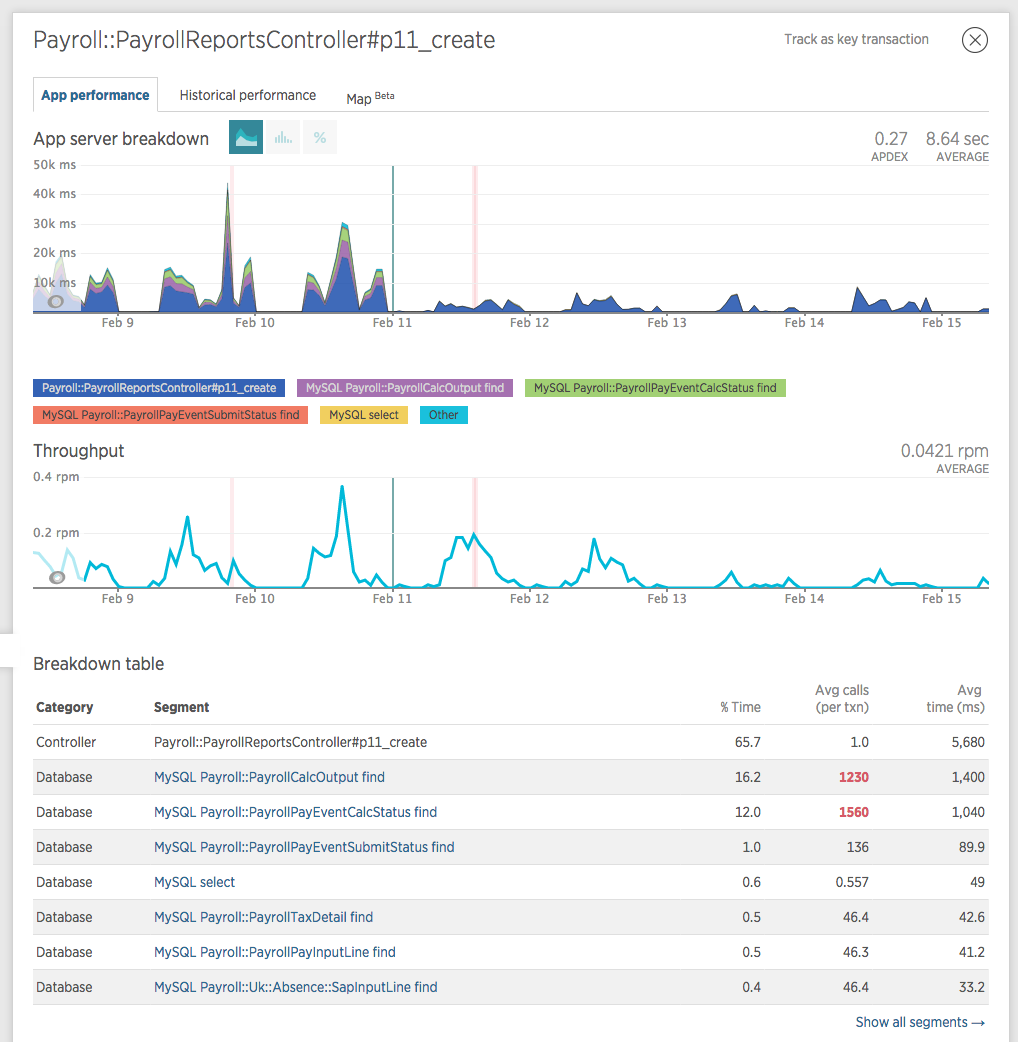 Payroll::PayrollReportsController#p11_create
Track as key transaction
App performance
Historical performance
Map Beta
App server breakdown
%
0.27 8.64 sec
APDEX AVERAGE
50k ms
40k ms
30k ms
20k ms
10k ms
Feb 9 Feb 10 Feb 11 Feb 12 Feb 13 Feb 14 Feb 15
Payroll::PayrollReportsController#p11_create MySQL Payroll::PayrollCalcOutput find MySQL Payroll::PayrollPayEventCalcStatus find
MySQL Payroll::PayrollPayEventSubmitStatus find MySQL select Other
Throughput
0.0421 rpm
AVERAGE
0.4 rpm
0.2 rpm
Feb 9 Feb 10 Feb 11 Feb 12 Feb 13 Feb 14 Feb 15
Breakdown table
Category Segment % Time Avg calls (per txn) Avg time (ms)
Controller Payroll::PayrollReportsController#p11_create 65.7 1.0 5,680
Database MySQL Payroll::PayrollCalcOutput find 16.2 1230 1,400
Database MySQL Payroll::PayrollPayEventCalcStatus find 12.0 1560 1,040
Database MySQL Payroll::PayrollPayEventSubmitStatus find 1.0 136 89.9
Database MySQL select 0.6 0.557 49
Database MySQL Payroll::PayrollTaxDetail find 0.5 46.4 42.6
Database MySQL Payroll::PayrollPayInputLine find 0.5 46.3 41.2
Database MySQL Payroll::Uk::Absence::SapInputLine find 0.4 46.4 33.2
Show all segments →